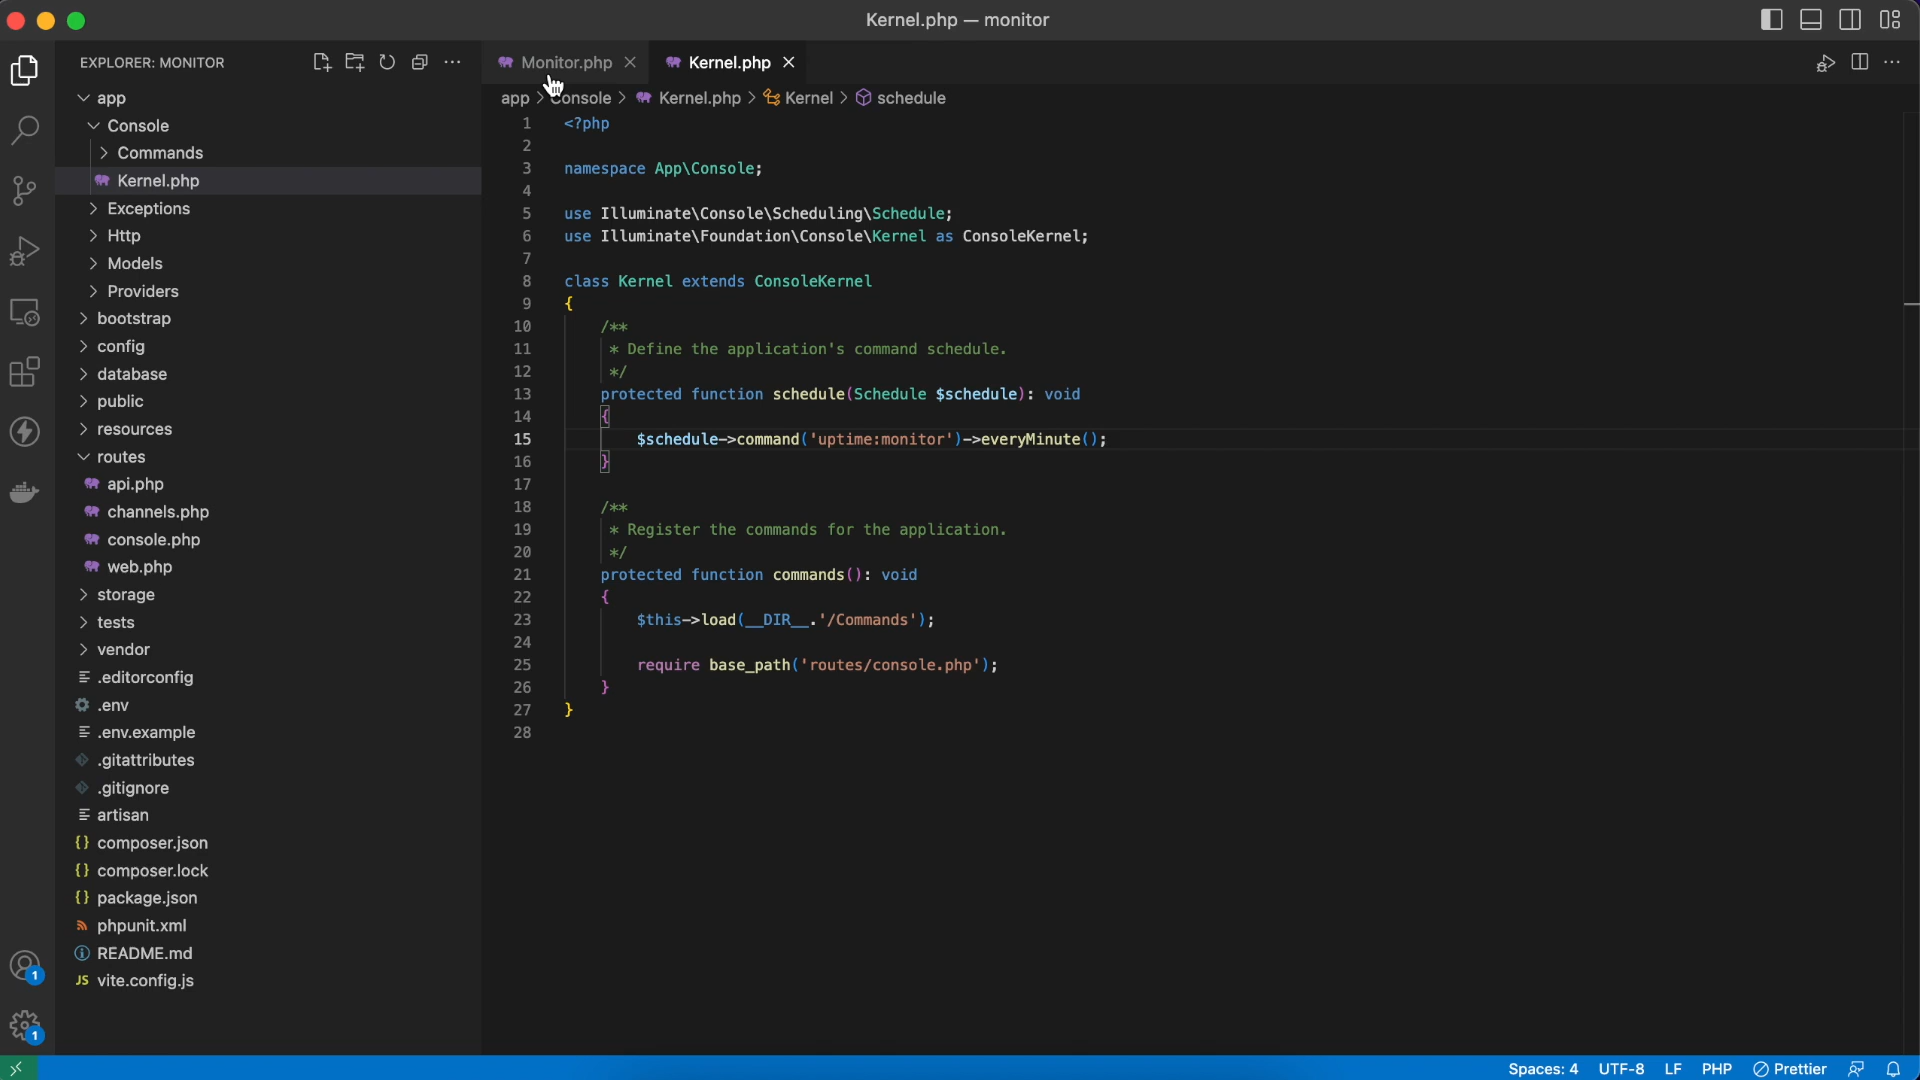 Kernel.php — monitor
EXPLORER: MONITOR
app
Console
Commands
Kernel.php
Exceptions
Http
Models
Providers
bootstrap
config
database
public
resources
routes
api.php
channels.php
console.php
web.php
storage
tests
vendor
.editorconfig
.env
.env.example
.gitattributes
.gitignore
artisan
{} composer.json
{} composer.lock
{} package.json
phpunit.xml
README.md
JS vite.config.js
1
1
Monitor.php
Kernel.php
app > Console > Kernel.php > Kernel > schedule
1 <?php
2
3 namespace App\Console;
4
5 use Illuminate\Console\Scheduling\Schedule;
6 use Illuminate\Foundation\Console\Kernel as ConsoleKernel;
7
8 class Kernel extends ConsoleKernel
9 {
10 /**
11 * Define the application's command schedule.
12 */
13 protected function schedule(Schedule $schedule): void
14 {
15 $schedule->command('uptime:monitor')->everyMinute();
16 }
17
18 /**
19 * Register the commands for the application.
20 */
21 protected function commands(): void
22 {
23 $this->load(__DIR__.'/Commands');
24
25 require base_path('routes/console.php');
26 }
27 }
28
Spaces: 4 UTF-8 LF PHP Prettier